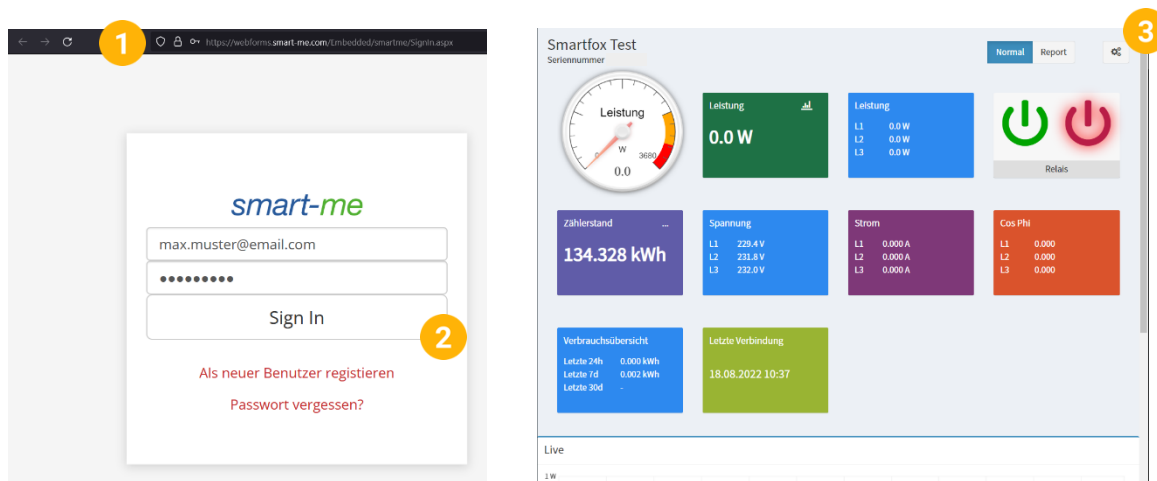 1
https://webforms.smart-me.com/Embedded/smartme/SignIn.aspx
smart-me
max.muster@email.com
Sign In
2
Als neuer Benutzer registieren
Passwort vergessen?
3
Smartfox Test
Seriennummer
Normal Report
Leistung
W
0 3680
0.0
Leistung
0.0 W
Leistung
L1 0.0 W
L2 0.0 W
L3 0.0 W
Relais
Zählerstand ...
134.328 kWh
Spannung
L1 229.4 V
L2 231.8 V
L3 232.0 V
Strom
L1 0.000 A
L2 0.000 A
L3 0.000 A
Cos Phi
L1 0.000
L2 0.000
L3 0.000
Verbrauchsübersicht
Letzte 24h 0.000 kWh
Letzte 7d 0.002 kWh
Letzte 30d -
Letzte Verbindung
18.08.2022 10:37
Live
1 W